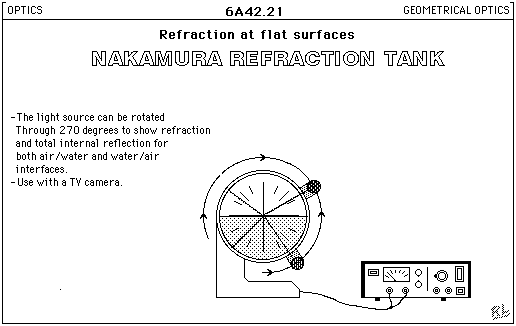 OPTICS
6A42.21
GEOMETRICAL OPTICS
Refraction at flat surfaces
NAKAMURA REFRACTION TANK
-The light source can be rotated
Through 270 degrees to show refraction
and total internal reflection for
both air/water and water/air
interfaces.
-Use with a TV camera.